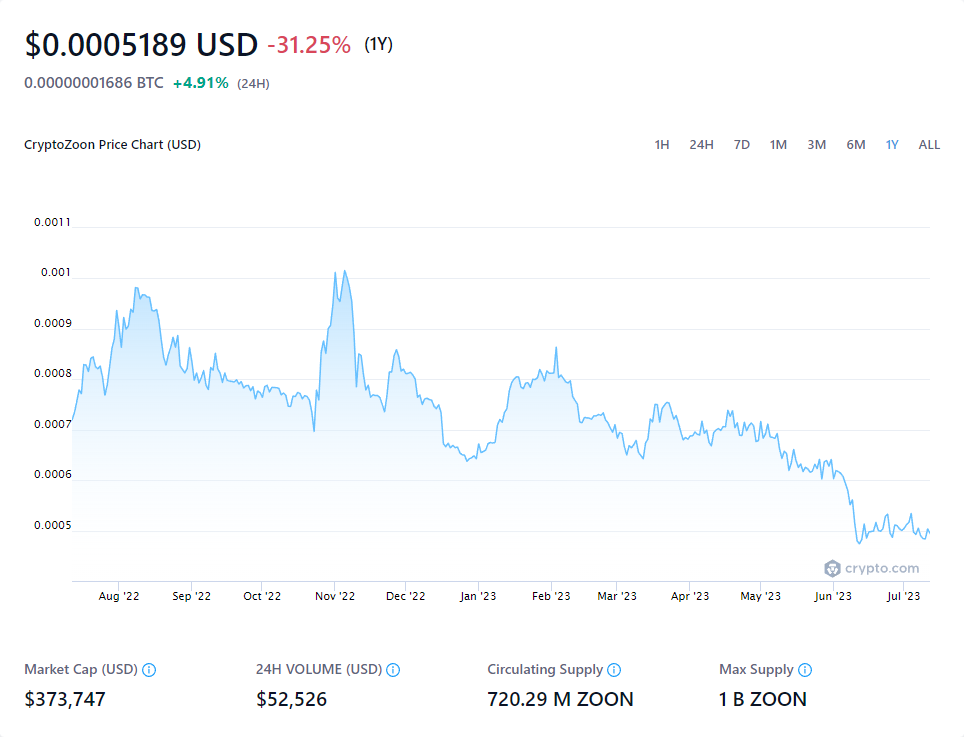 $0.0005189 USD -31.25% (1Y)
0.00000001686 BTC +4.91% (24H)
CryptoZoon Price Chart (USD) 1H 24H 7D 1M 3M 6M 1Y ALL
0.0011
0.001
0.0009
0.0008
0.0007
0.0006
0.0005
crypto.com
Aug '22 Sep '22 Oct '22 Nov '22 Dec '22 Jan '23 Feb '23 Mar '23 Apr '23 May '23 Jun '23 Jul '23
Market Cap (USD) 24H VOLUME (USD) Circulating Supply Max Supply
$373,747 $52,526 720.29 M ZOON 1 B ZOON